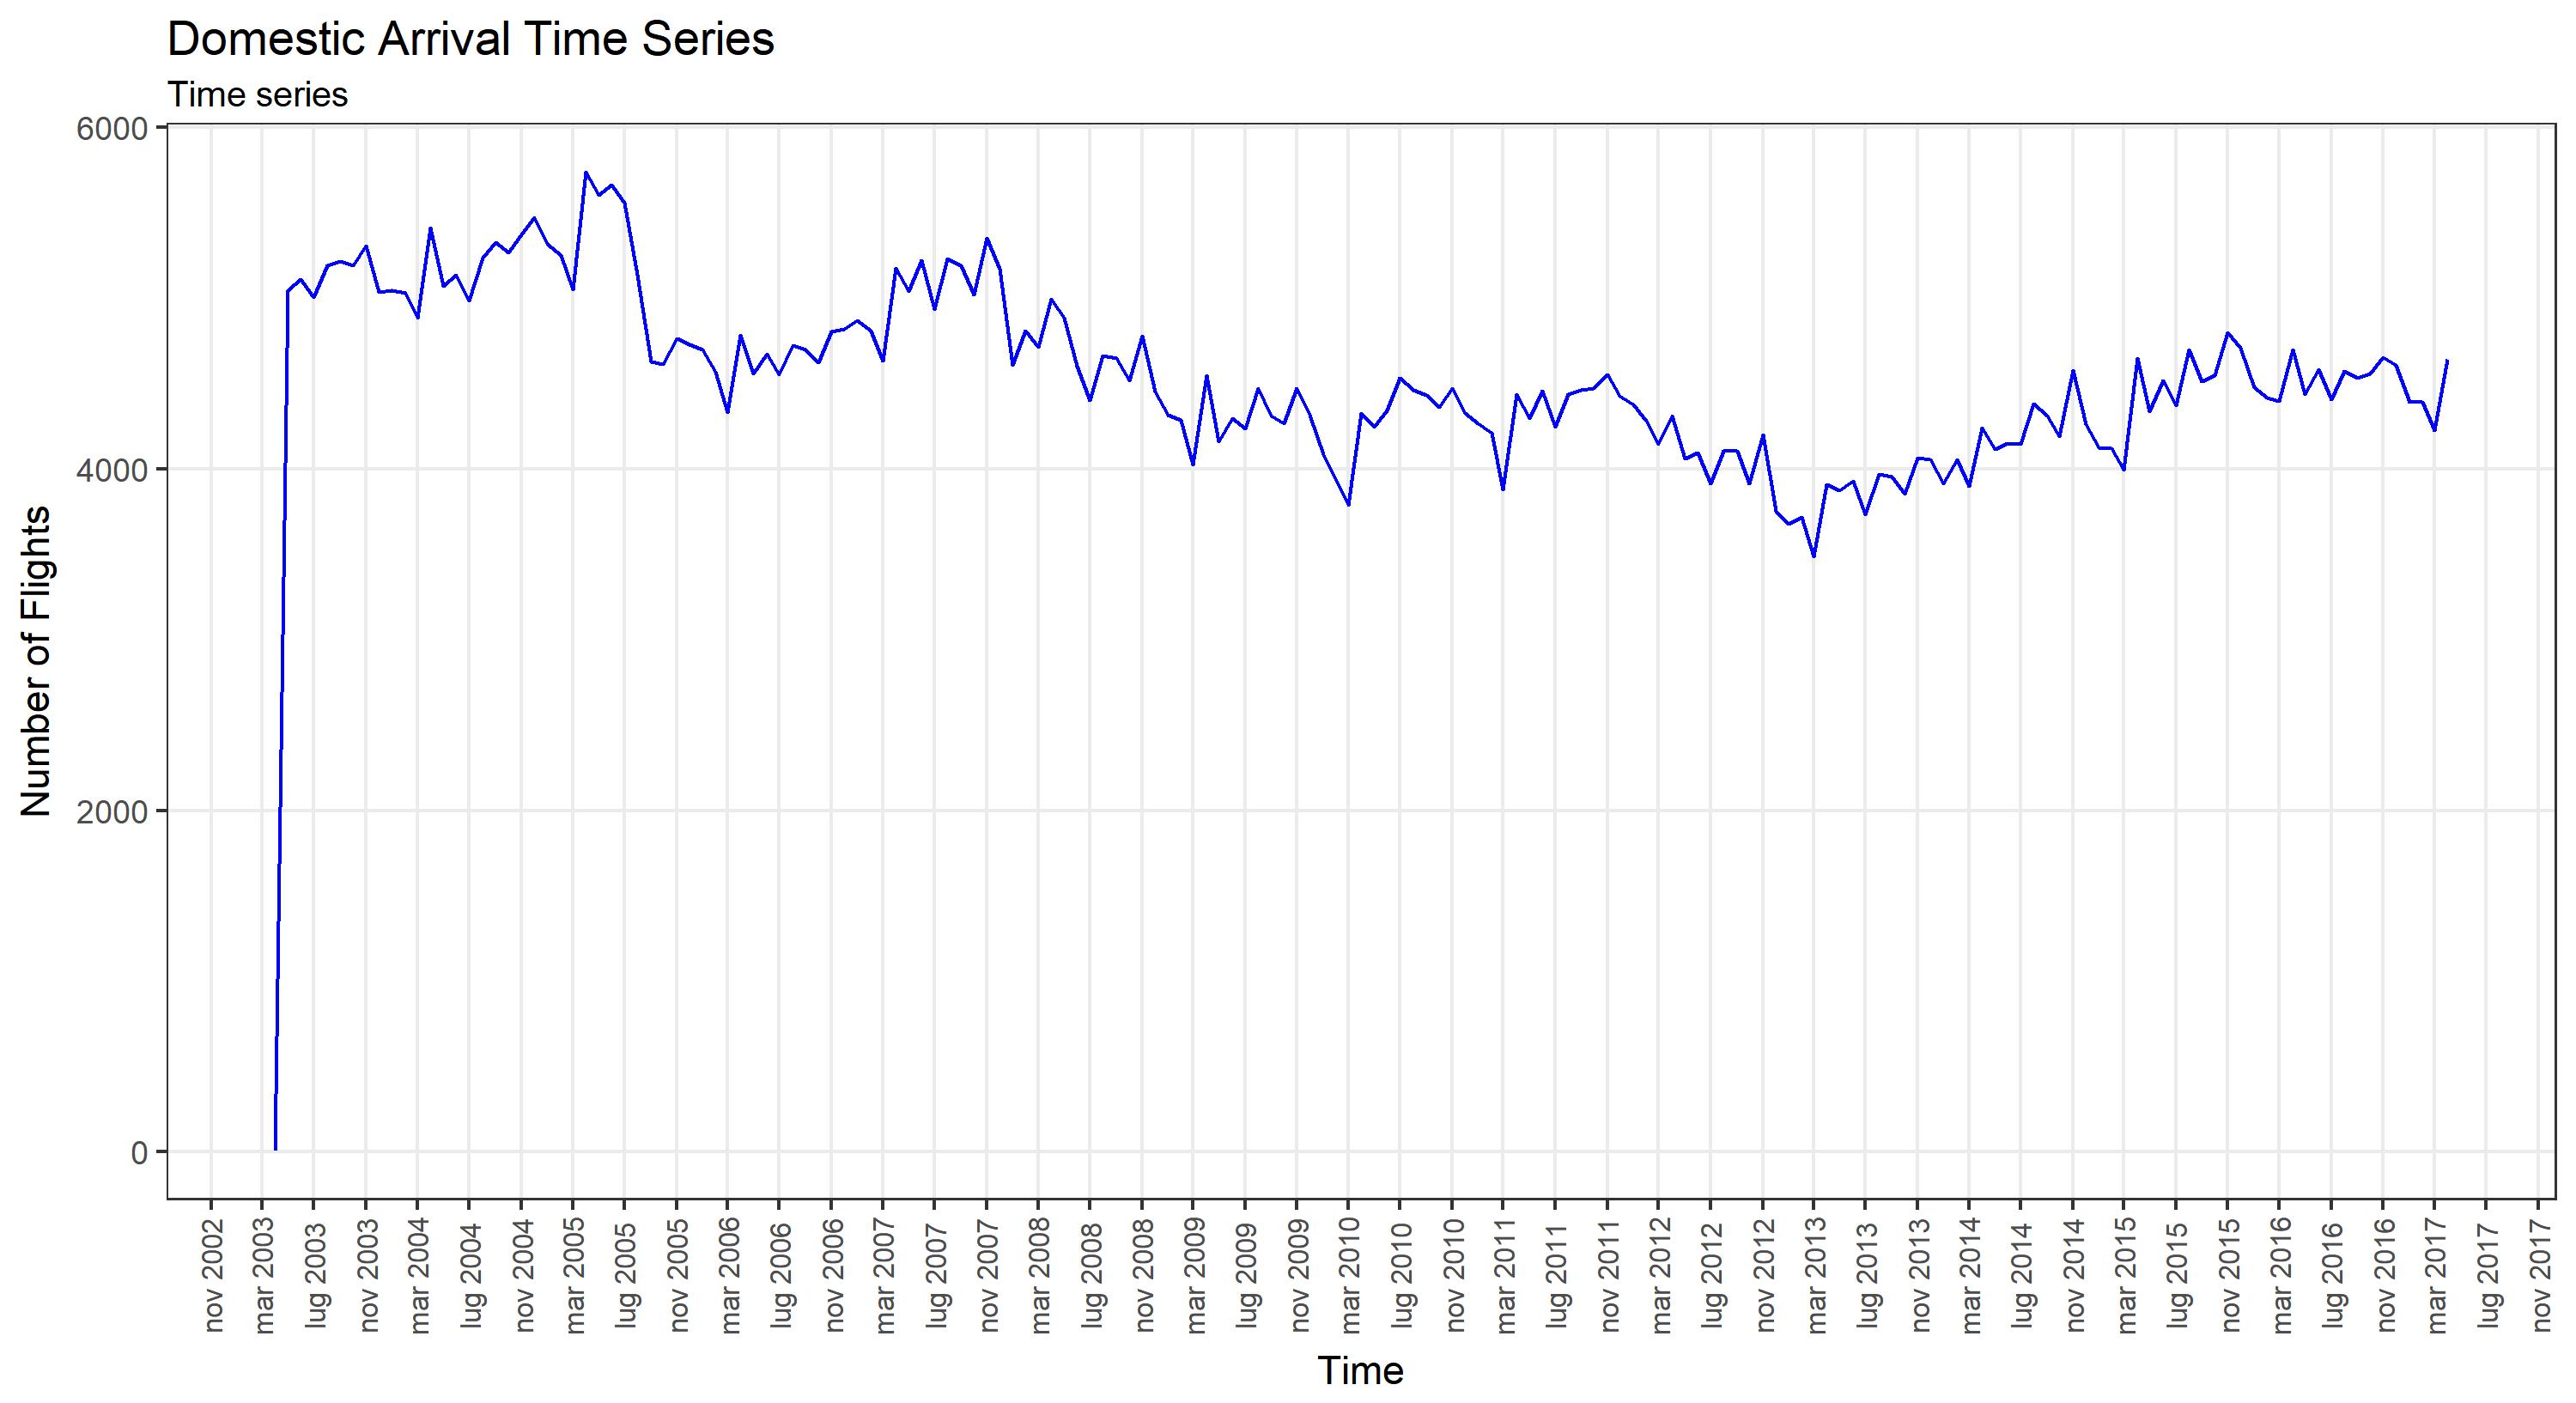 Domestic Arrival Time Series
Time series
Number of Flights
6000
4000
2000
0
nov 2002
mar 2003
lug 2003
nov 2003
mar 2004
lug 2004
nov 2004
mar 2005
lug 2005
nov 2005
mar 2006
lug 2006
nov 2006
mar 2007
lug 2007
nov 2007
mar 2008
lug 2008
nov 2008
mar 2009
lug 2009
nov 2009
mar 2010
lug 2010
nov 2010
mar 2011
lug 2011
nov 2011
mar 2012
lug 2012
nov 2012
mar 2013
lug 2013
nov 2013
mar 2014
lug 2014
nov 2014
mar 2015
lug 2015
nov 2015
mar 2016
lug 2016
nov 2016
mar 2017
lug 2017
nov 2017
Time